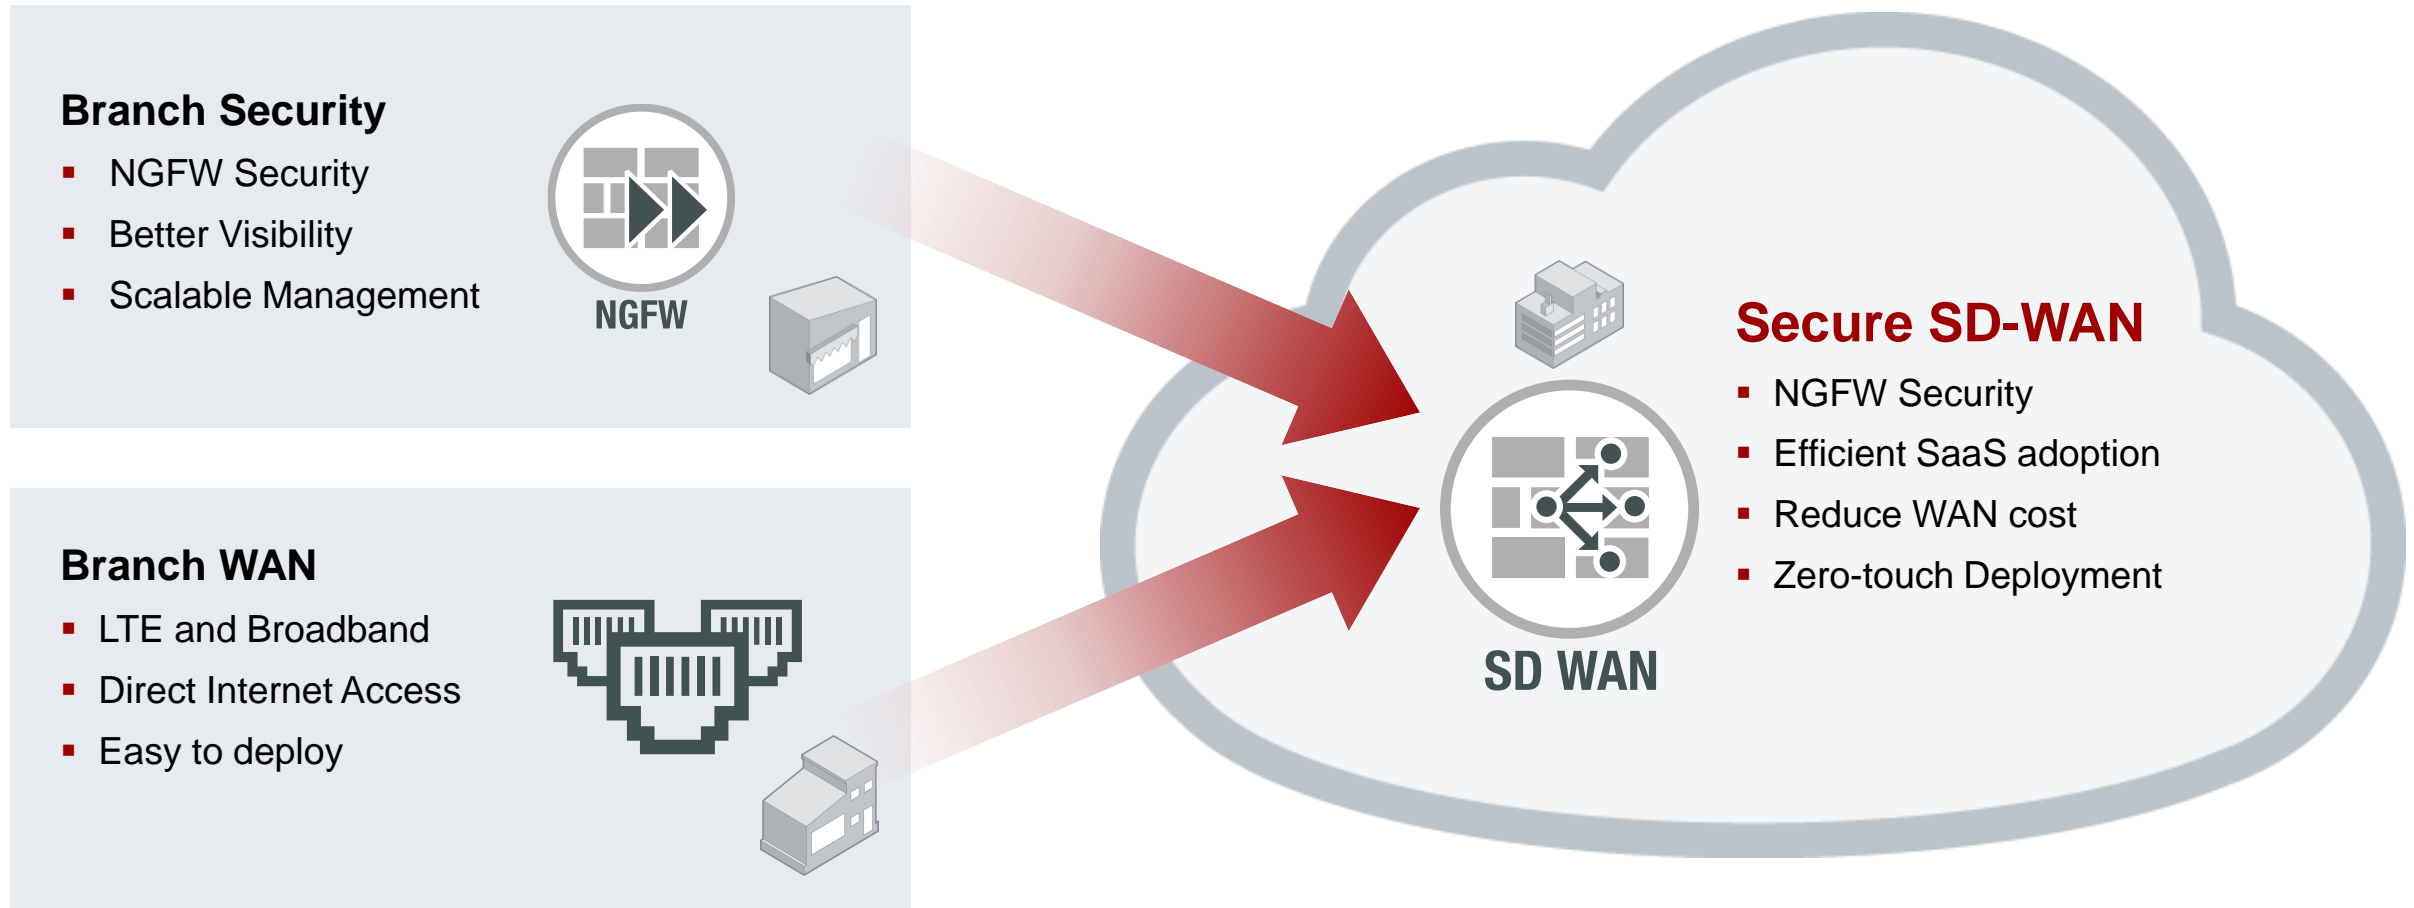 Branch Security
▪ NGFW Security
▪ Better Visibility
▪ Scalable Management
NGFW
Branch WAN
▪ LTE and Broadband
▪ Direct Internet Access
▪ Easy to deploy
Secure SD-WAN
▪ NGFW Security
▪ Efficient SaaS adoption
▪ Reduce WAN cost
▪ Zero-touch Deployment
SD WAN